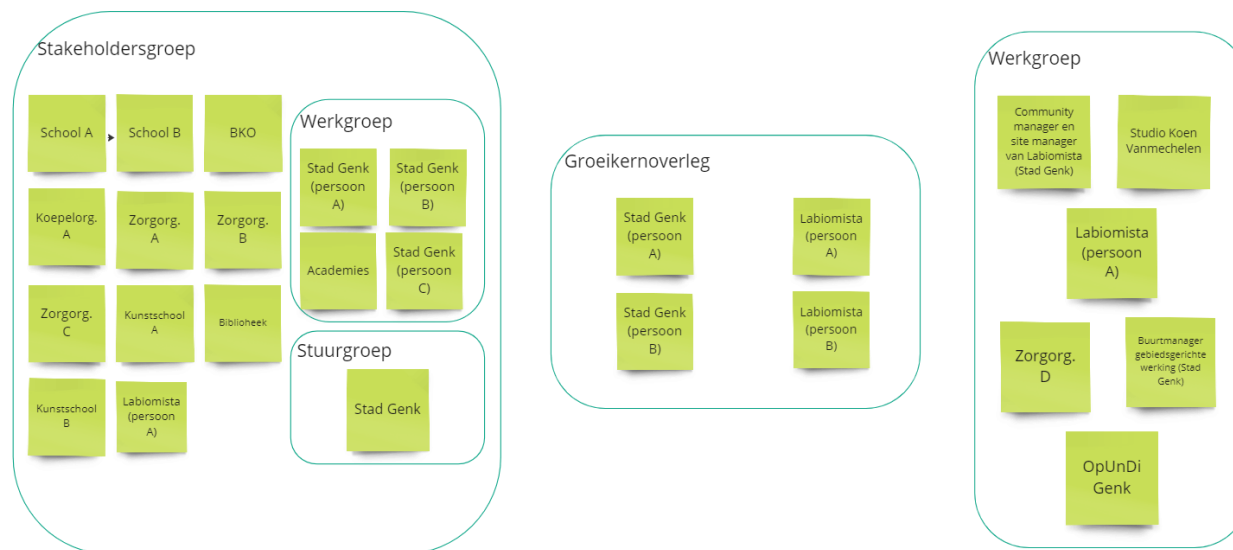 Stakeholdersgroep
School A
School B
BKO
Koepelorg.
A
Zorgorg.
A
Zorgorg.
B
Zorgorg.
C
Kunstschool
A
Biblioheek
Kunstschool
B
Labiomista
(persoon
A)
Werkgroep
Stad Genk
(persoon
A)
Stad Genk
(persoon
B)
Academies
Stad Genk
(persoon
C)
Stuurgroep
Stad Genk
Groeikernoverleg
Stad Genk
(persoon
A)
Labiomista
(persoon
A)
Stad Genk
(persoon
B)
Labiomista
(persoon
B)
Werkgroep
Community
manager en
site manager
van Labiomista
(Stad Genk)
Studio Koen
Vanmechelen
Labiomista
(persoon
A)
Zorgorg.
D
Buurtmanager
gebiedsgerichte
werking (Stad
Genk)
OpUnDi
Genk